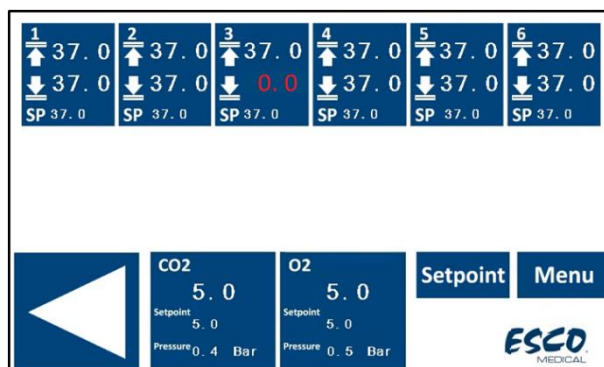 1 2 3 4 5 6
37. 0 37. 0 37. 0 37. 0 37. 0 37. 0
37. 0 37. 0 0. 0 37. 0 37. 0 37. 0
SP 37. 0 SP 37. 0 SP 37. 0 SP 37. 0 SP 37. 0 SP 37. 0
CO2
5. 0
Setpoint
5. 0
Pressure 0. 4 Bar
O2
5. 0
Setpoint
5. 0
Pressure 0. 5 Bar
Setpoint Menu
ESCO
MEDICAL